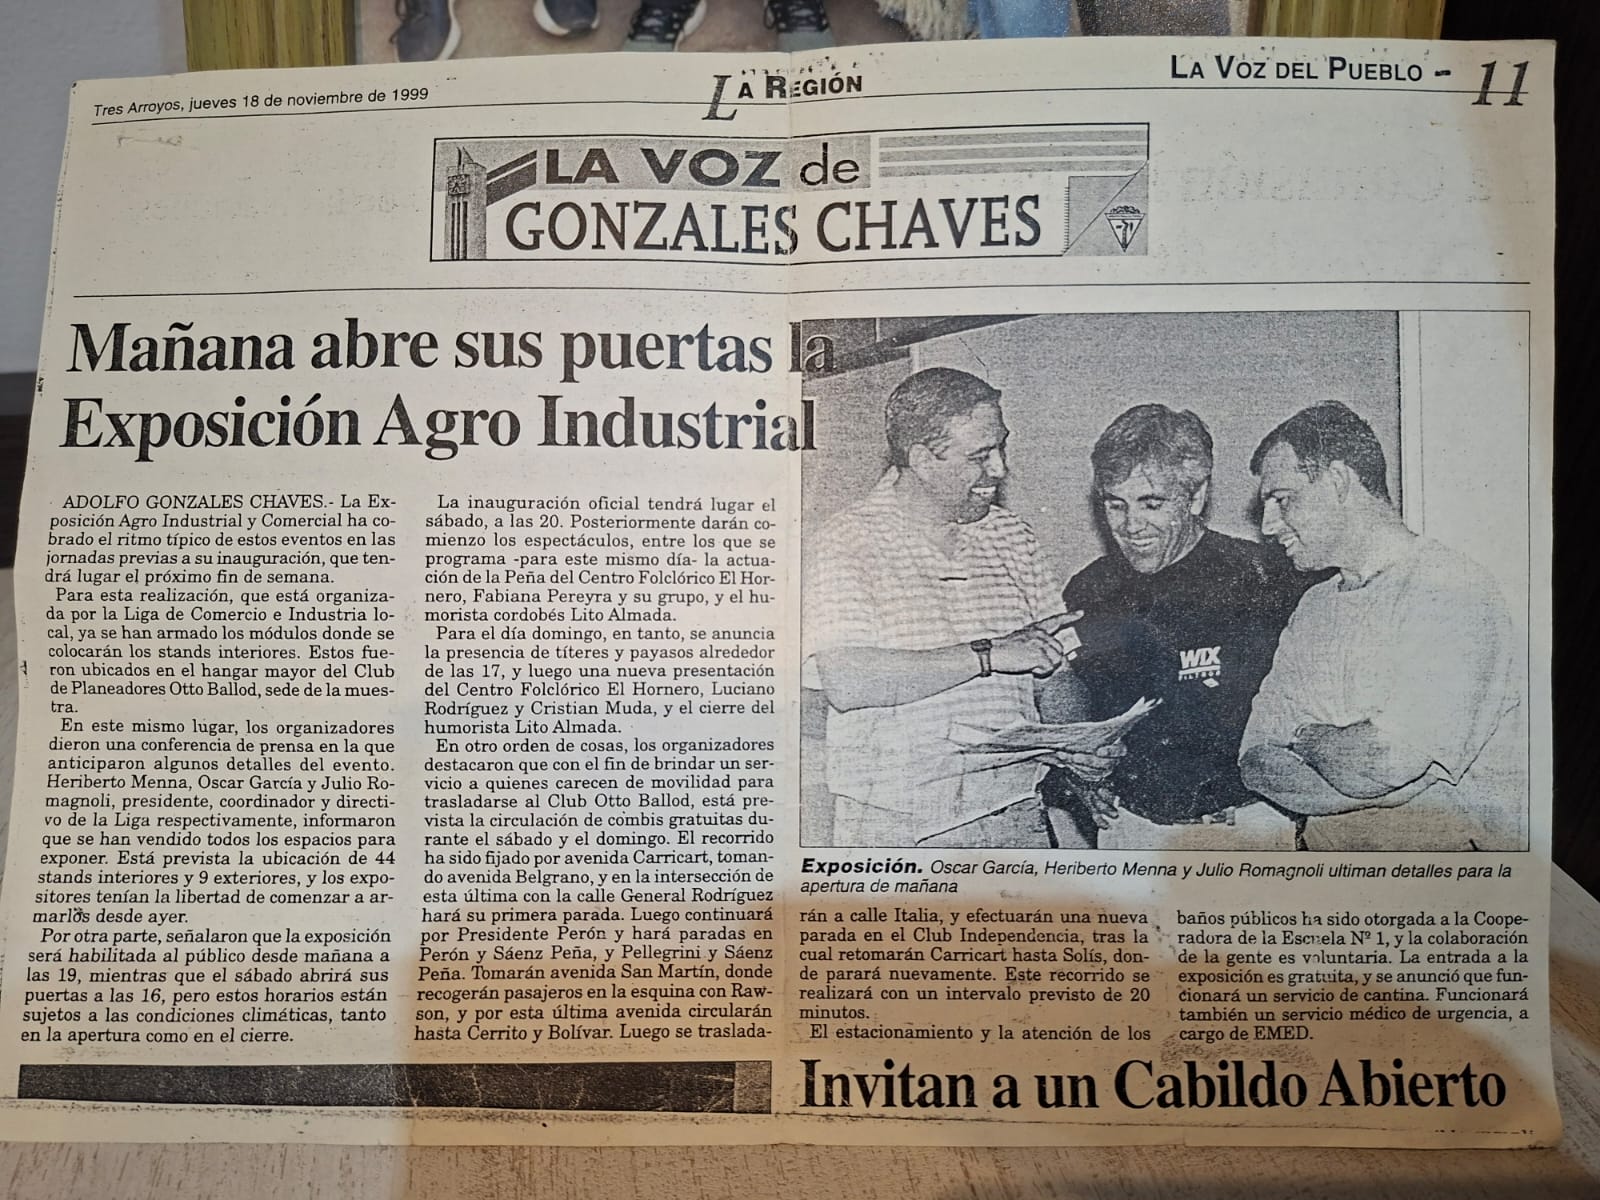 Tres Arroyos, jueves 18 de noviembre de 1999
LA REGIÓN
LA VOZ DEL PUEBLO - 11
LA VOZ de
GONZALES CHAVES
Mañana abre sus puertas la
Exposición Agro Industrial
ADOLFO GONZALES CHAVES.- La Ex-
posición Agro Industrial y Comercial ha co-
brado el ritmo típico de estos eventos en las
jornadas previas a su inauguración, que ten-
drá lugar el próximo fin de semana.
Para esta realización, que está organiza-
da por la Liga de Comercio e Industria lo-
cal, ya se han armado los módulos donde se
colocarán los stands interiores. Estos fue-
ron ubicados en el hangar mayor del Club
de Planeadores Otto Ballod, sede de la mues-
tra.
En este mismo lugar, los organizadores
dieron una conferencia de prensa en la que
anticiparon algunos detalles del evento.
Heriberto Menna, Oscar García y Julio Ro-
magnoli, presidente, coordinador y directi-
vo de la Liga respectivamente, informaron
que se han vendido todos los espacios para
exponer. Está prevista la ubicación de 44
stands interiores y 9 exteriores, y los expo-
sitores tenían la libertad de comenzar a ar-
marlos desde ayer.
Por otra parte, señalaron que la exposición
será habilitada al público desde mañana a
las 19, mientras que el sábado abrirá sus
puertas a las 16, pero estos horarios están
sujetos a las condiciones climáticas, tanto
en la apertura como en el cierre.
La inauguración oficial tendrá lugar el
sábado, a las 20. Posteriormente darán co-
mienzo los espectáculos, entre los que se
programa -para este mismo día- la actua-
ción de la Peña del Centro Folclórico El Hor-
nero, Fabiana Pereyra y su grupo, y el hu-
morista cordobés Lito Almada.
Para el día domingo, en tanto, se anuncia
la presencia de títeres y payasos alrededor
de las 17, y luego una nueva presentación
del Centro Folclórico El Hornero, Luciano
Rodríguez y Cristian Muda, y el cierre del
humorista Lito Almada.
En otro orden de cosas, los organizadores
destacaron que con el fin de brindar un ser-
vicio a quienes carecen de movilidad para
trasladarse al Club Otto Ballod, está pre-
vista la circulación de combis gratuitas du-
rante el sábado y el domingo. El recorrido
ha sido fijado por avenida Carricart, toman-
do avenida Belgrano, y en la intersección de
esta última con la calle General Rodríguez
hará su primera parada. Luego continuará
por Presidente Perón y hará paradas en
Perón y Sáenz Peña, y Pellegrini y Sáenz
Peña. Tomarán avenida San Martín, donde
recogerán pasajeros en la esquina con Raw-
son, y por esta última avenida circularán
hasta Cerrito y Bolívar. Luego se traslada-
WIX
FILTROS
Exposición. Oscar García, Heriberto Menna y Julio Romagnoli ultiman detalles para la
apertura de mañana
rán a calle Italia, y efectuarán una nueva
parada en el Club Independencia, tras la
cual retomarán Carricart hasta Solís, don-
de parará nuevamente. Este recorrido se
realizará con un intervalo previsto de 20
minutos.
El estacionamiento y la atención de los
baños públicos ha sido otorgada a la Coope-
radora de la Escuela Nº 1, y la colaboración
de la gente es voluntaria. La entrada a la
exposición es gratuita, y se anunció que fun-
cionará un servicio de cantina. Funcionará
también un servicio médico de urgencia, a
cargo de EMED.
Invitan a un Cabildo Abierto